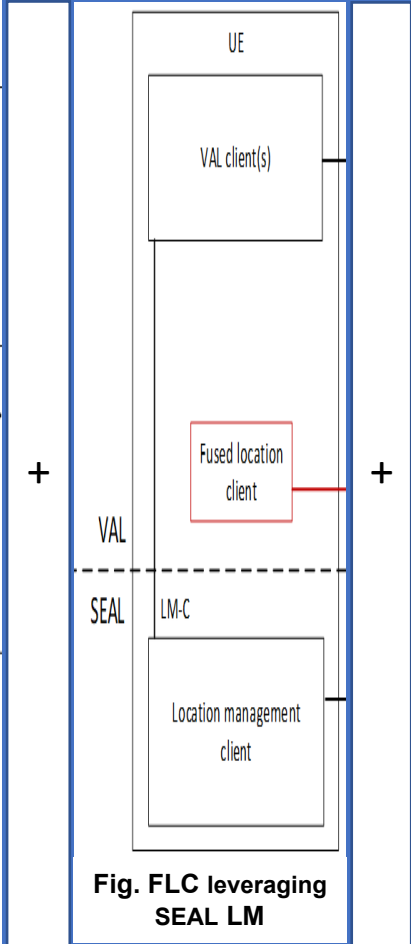 UE
VAL client(s)
+
Fused location
client
+
VAL
SEAL
LM-C
Location management
client
Fig. FLC leveraging
SEAL LM